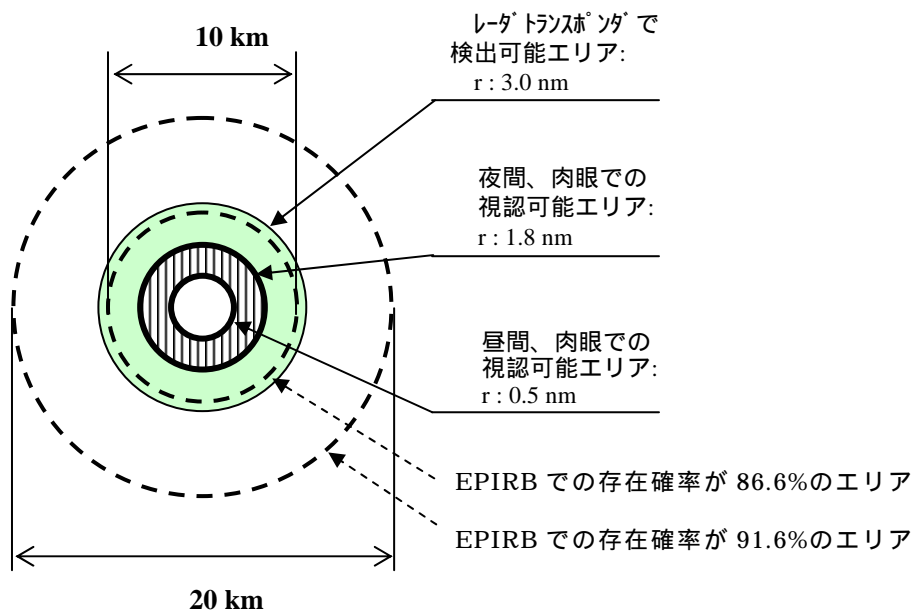 10 km
ﾚｰﾀﾞﾄﾗﾝｽﾎﾟﾝﾀﾞで
検出可能エリア:
r : 3.0 nm
夜間、肉眼での
視認可能エリア:
r : 1.8 nm
昼間、肉眼での
視認可能エリア:
r : 0.5 nm
EPIRB での存在確率が 86.6%のエリア
EPIRB での存在確率が 91.6%のエリア
20 km